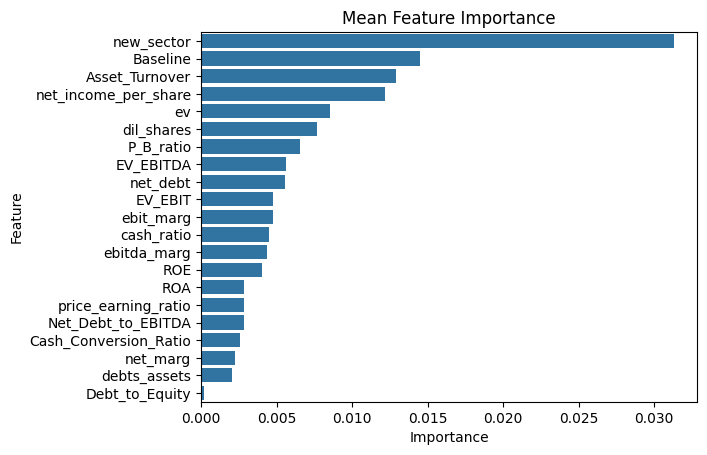 Mean Feature Importance
Feature
new_sector
Baseline
Asset_Turnover
net_income_per_share
ev
dil_shares
P_B_ratio
EV_EBITDA
net_debt
EV_EBIT
ebit_marg
cash_ratio
ebitda_marg
ROE
ROA
price_earning_ratio
Net_Debt_to_EBITDA
Cash_Conversion_Ratio
net_marg
debts_assets
Debt_to_Equity
0.000 0.005 0.010 0.015 0.020 0.025 0.030
Importance